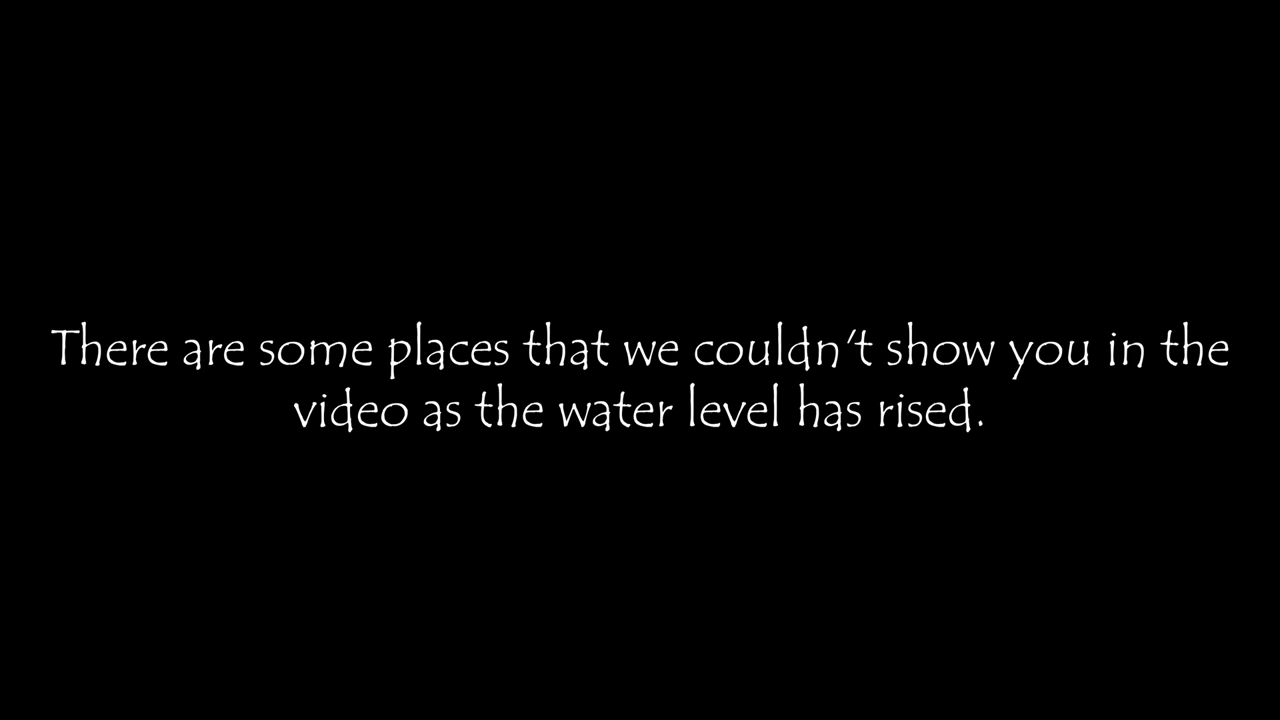 There are some places that we couldn't show you in the
video as the water level has rised.